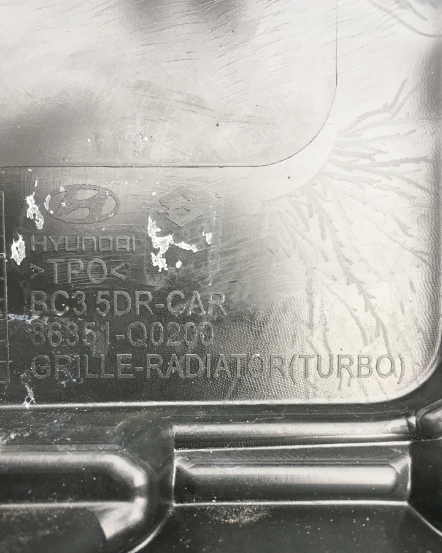 HYUNDAI
>TPO<
BC3 5DR-CAR
86351-Q0200
GRILLE-RADIATOR(TURBO)